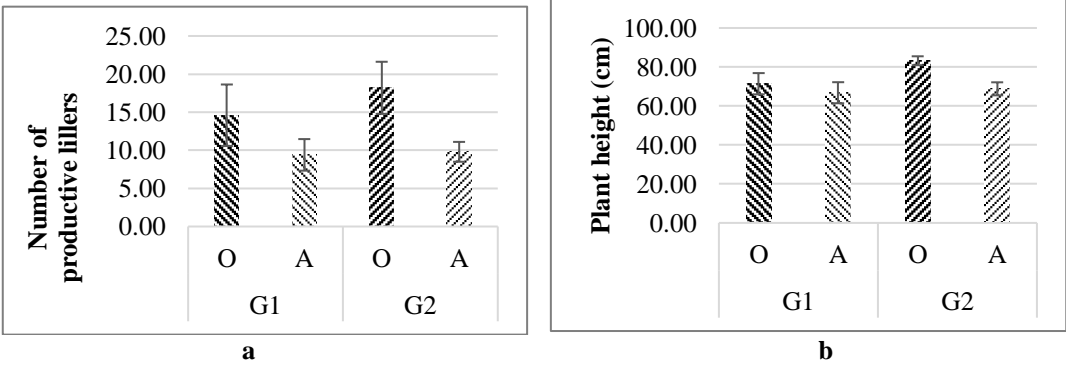 Number of
productive lillers
25.00
20.00
15.00
10.00
5.00
0.00
O A O A
G1 G2
a
Plant height (cm)
100.00
80.00
60.00
40.00
20.00
0.00
O A O A
G1 G2
b